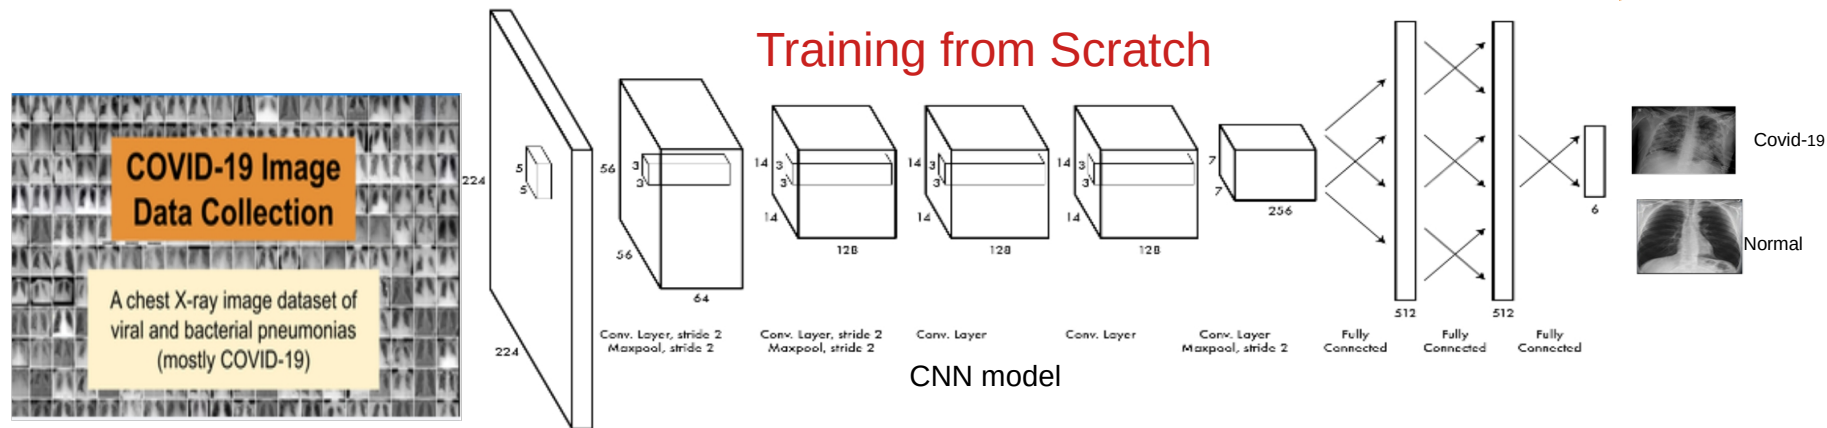 Training from Scratch
COVID-19 Image
Data Collection
A chest X-ray image dataset of
viral and bacterial pneumonias
(mostly COVID-19)
224
224
5
5
56
56
3
3
64
14
14
3
3
128
14
14
3
3
128
14
14
3
3
128
7
7
256
512
512
6
Conv. Layer, stride 2
Maxpool, stride 2
Conv. Layer, stride 2
Maxpool, stride 2
Conv. Layer
Conv. Layer
Conv. Layer
Maxpool, stride 2
Fully
Connected
Fully
Connected
Fully
Connected
CNN model
Covid-19
Normal